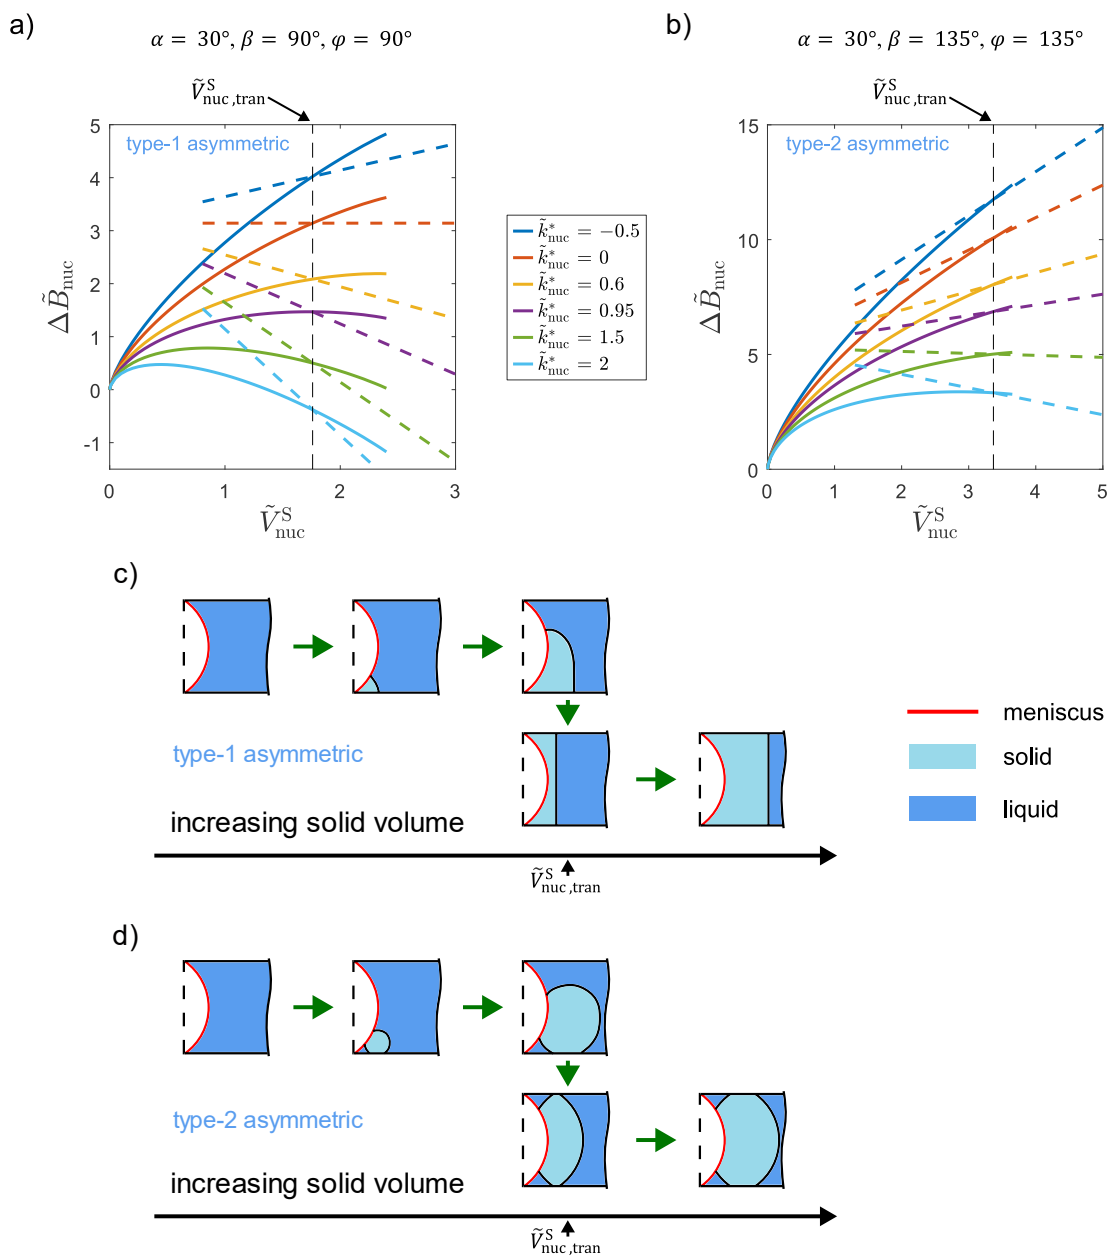 a)
α = 30°, β = 90°, φ = 90°
Ṽ^S_nuc,tran
type-1 asymmetric
5
4
3
2
1
0
-1
ΔB̃_nuc
0 1 2 3
Ṽ^S_nuc
k̃*_nuc = −0.5
k̃*_nuc = 0
k̃*_nuc = 0.6
k̃*_nuc = 0.95
k̃*_nuc = 1.5
k̃*_nuc = 2
b)
α = 30°, β = 135°, φ = 135°
Ṽ^S_nuc,tran
type-2 asymmetric
15
10
5
0
ΔB̃_nuc
0 1 2 3 4 5
Ṽ^S_nuc
c)
type-1 asymmetric
increasing solid volume
Ṽ^S_nuc,tran
meniscus
solid
liquid
d)
type-2 asymmetric
increasing solid volume
Ṽ^S_nuc,tran